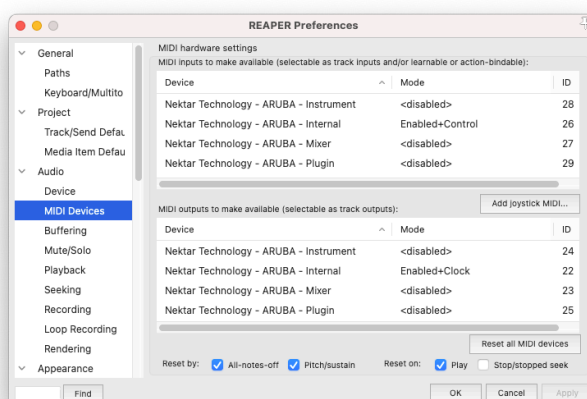 REAPER Preferences
General
Paths
Keyboard/Multito
Project
Track/Send Defau
Media Item Defau
Audio
Device
MIDI Devices
Buffering
Mute/Solo
Playback
Seeking
Recording
Loop Recording
Rendering
Appearance
Find
MIDI hardware settings
MIDI inputs to make available (selectable as track inputs and/or learnable or action-bindable):
Device Mode ID
Nektar Technology - ARUBA - Instrument <disabled> 28
Nektar Technology - ARUBA - Internal Enabled+Control 26
Nektar Technology - ARUBA - Mixer <disabled> 27
Nektar Technology - ARUBA - Plugin <disabled> 29
Add joystick MIDI...
MIDI outputs to make available (selectable as track outputs):
Device Mode ID
Nektar Technology - ARUBA - Instrument <disabled> 24
Nektar Technology - ARUBA - Internal Enabled+Clock 22
Nektar Technology - ARUBA - Mixer <disabled> 23
Nektar Technology - ARUBA - Plugin <disabled> 25
Reset all MIDI devices
Reset by: All-notes-off Pitch/sustain Reset on: Play Stop/stopped seek
OK Cancel Apply